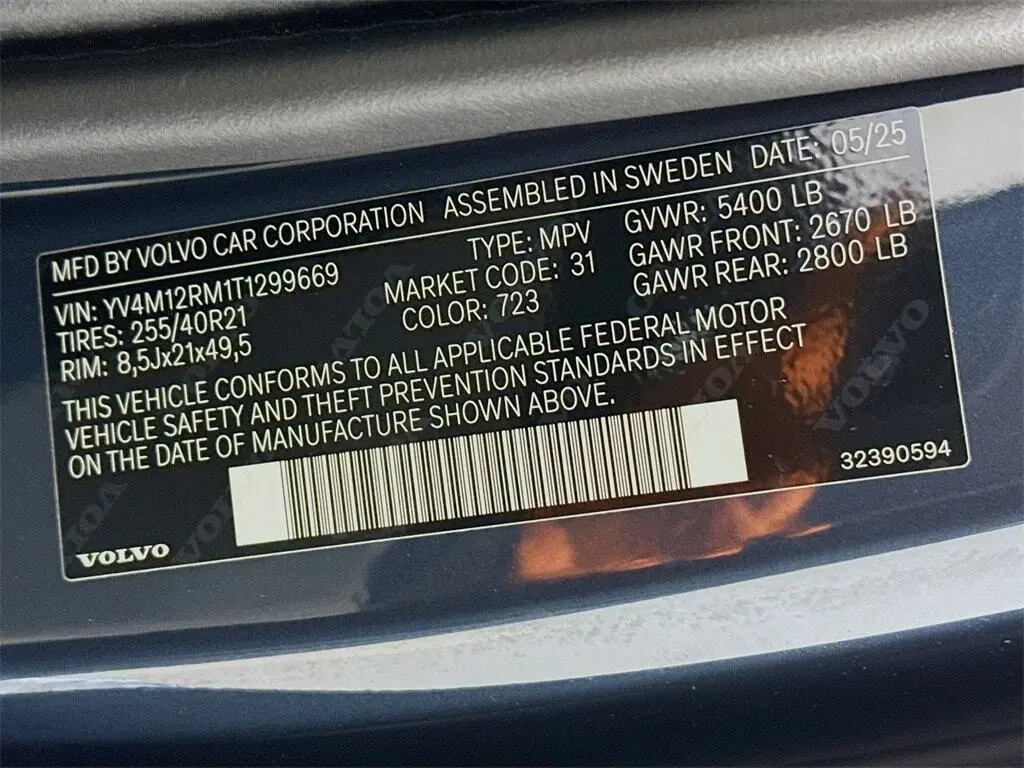 MFD BY VOLVO CAR CORPORATION ASSEMBLED IN SWEDEN DATE: 05/25
VIN: YV4M12RM1T1299669 TYPE: MPV GVWR: 5400 LB
TIRES: 255/40R21 MARKET CODE: 31 GAWR FRONT: 2670 LB
RIM: 8,5Jx21x49,5 COLOR: 723 GAWR REAR: 2800 LB
THIS VEHICLE CONFORMS TO ALL APPLICABLE FEDERAL MOTOR
VEHICLE SAFETY AND THEFT PREVENTION STANDARDS IN EFFECT
ON THE DATE OF MANUFACTURE SHOWN ABOVE.
32390594
VOLVO